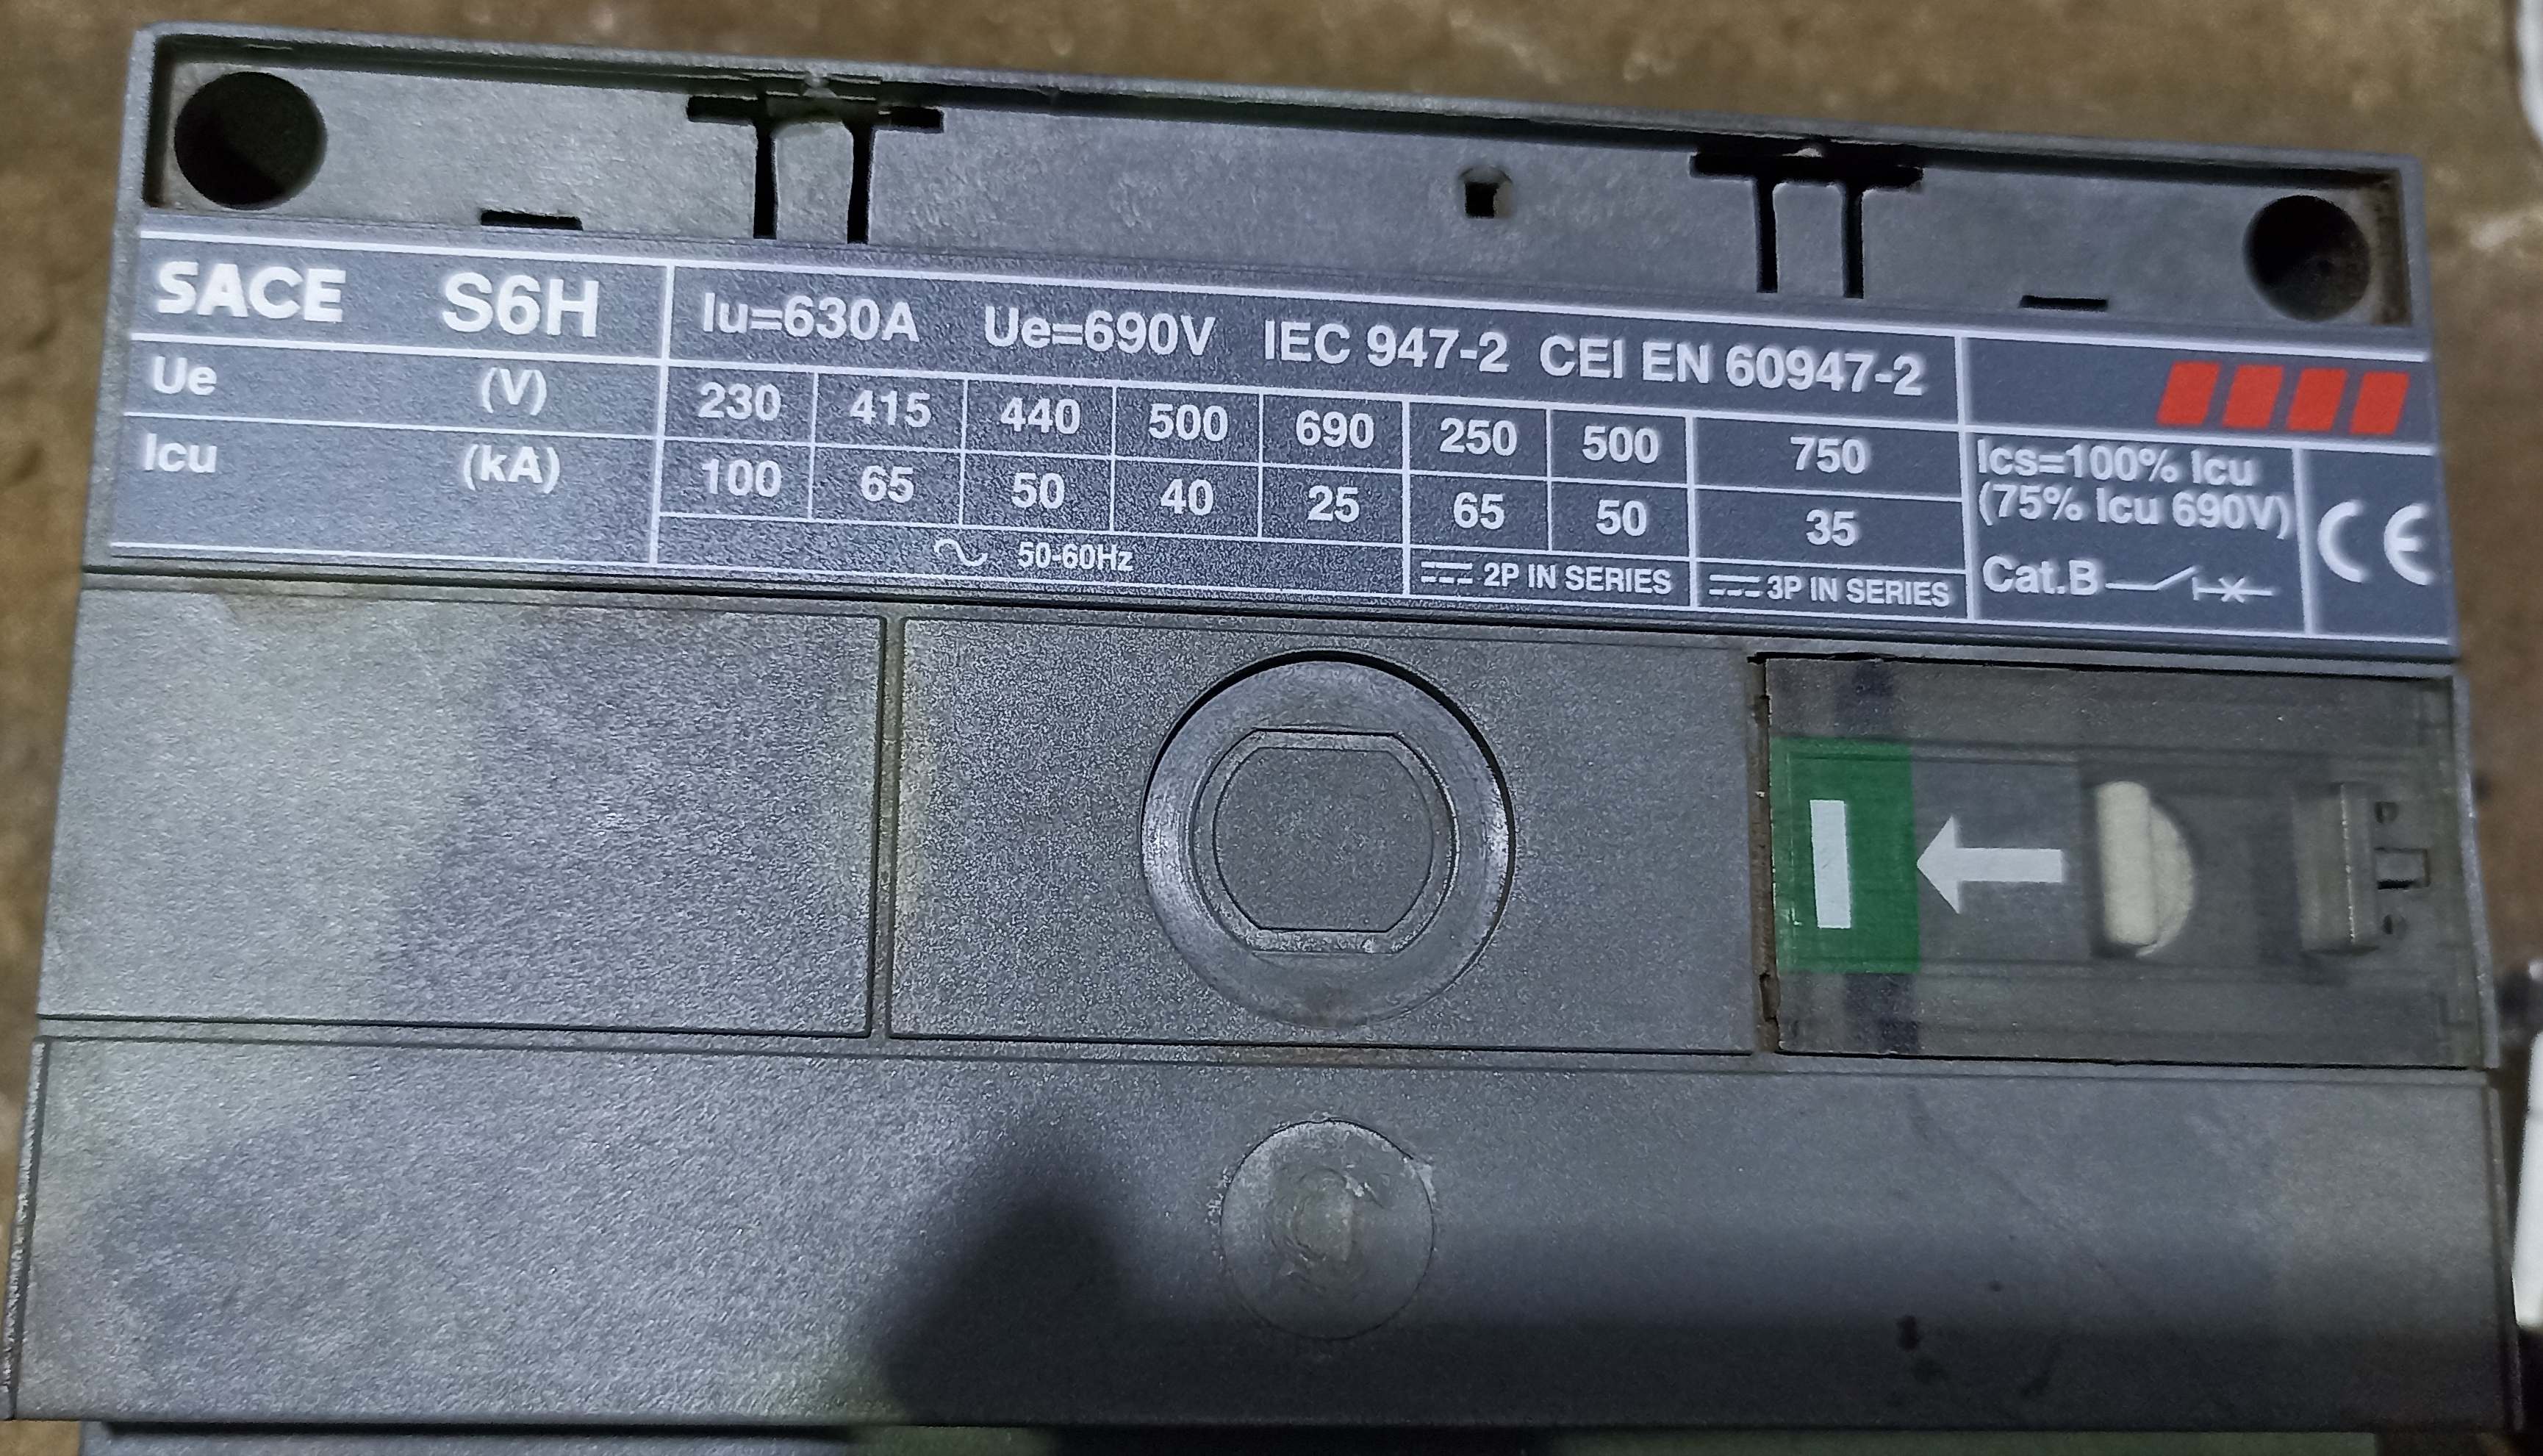 SACE S6H Iu=630A Ue=690V IEC 947-2 CEI EN 60947-2
Ue (V) 230 415 440 500 690 250 500 750
Icu (kA) 100 65 50 40 25 65 50 35
50-60Hz 2P IN SERIES 3P IN SERIES
Ics=100% Icu
(75% Icu 690V)
Cat.B
CE
I